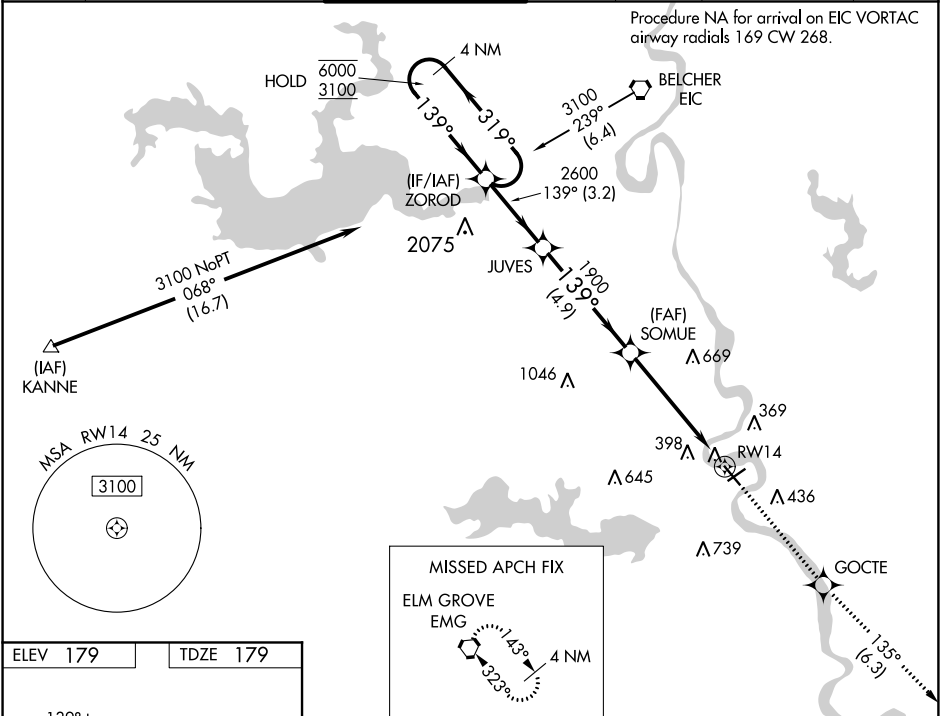 Procedure NA for arrival on EIC VORTAC
airway radials 169 CW 268.
4 NM
HOLD
6000
3100
139°
319°
BELCHER
EIC
3100
239°
(6.4)
(IF/IAF)
ZOROD
2600
139° (3.2)
2075
JUVES
1900
139°
(4.9)
3100 NoPT
068°
(16.7)
(IAF)
KANNE
(FAF)
SOMUE
669
1046
369
398
RW14
645
436
739
MSA RW14 25 NM
3100
GOCTE
135°
(6.3)
MISSED APCH FIX
ELM GROVE
EMG
143°
323°
4 NM
ELEV 179
TDZE 179